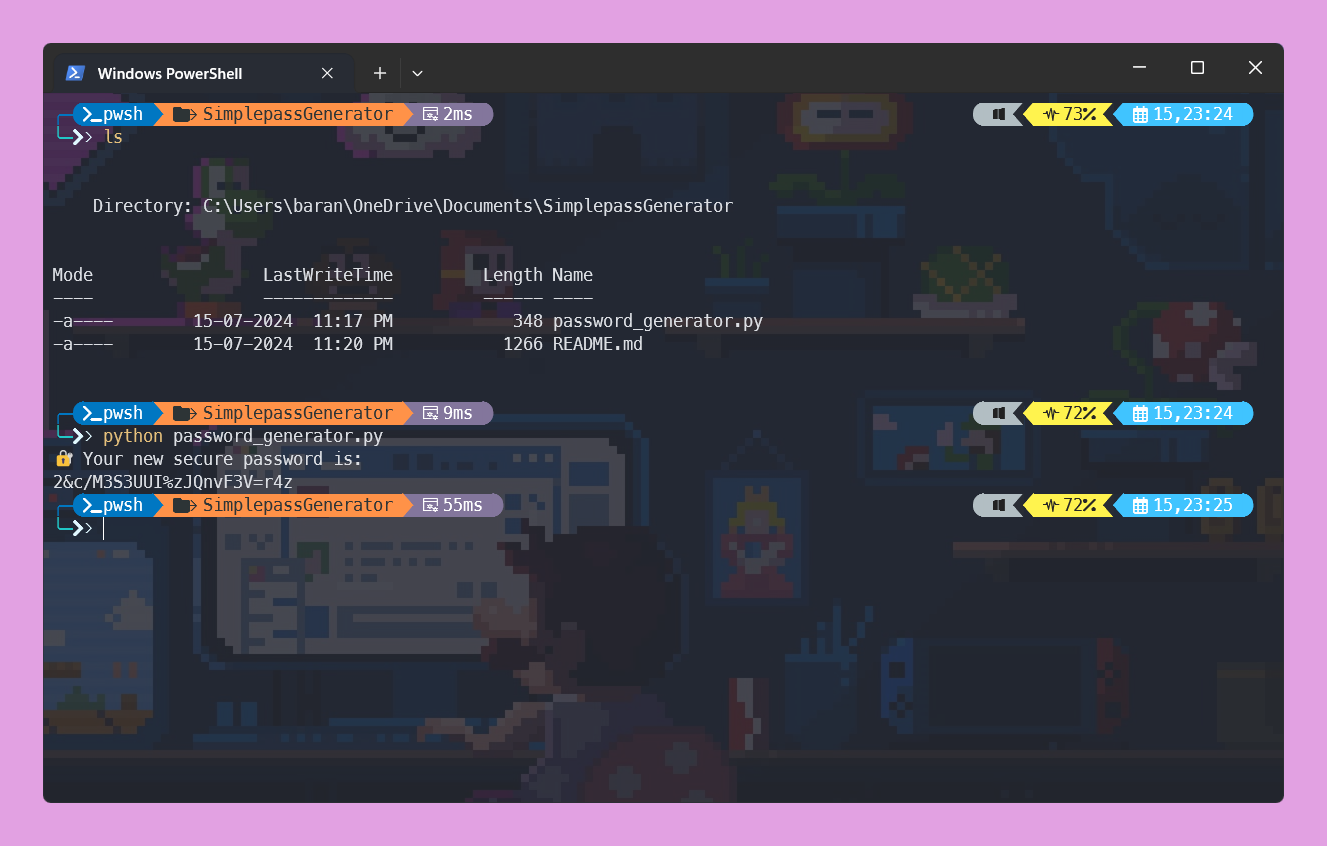 Windows PowerShell
pwsh SimplepassGenerator 2ms 73% 15,23:24
ls
Directory: C:\Users\baran\OneDrive\Documents\SimplepassGenerator
Mode LastWriteTime Length Name
---- ------------- ------ ----
-a---- 15-07-2024 11:17 PM 348 password_generator.py
-a---- 15-07-2024 11:20 PM 1266 README.md
pwsh SimplepassGenerator 9ms 72% 15,23:24
python password_generator.py
🔐 Your new secure password is:
2&c/M3S3UUI%zJQnvF3V=r4z
pwsh SimplepassGenerator 55ms 72% 15,23:25